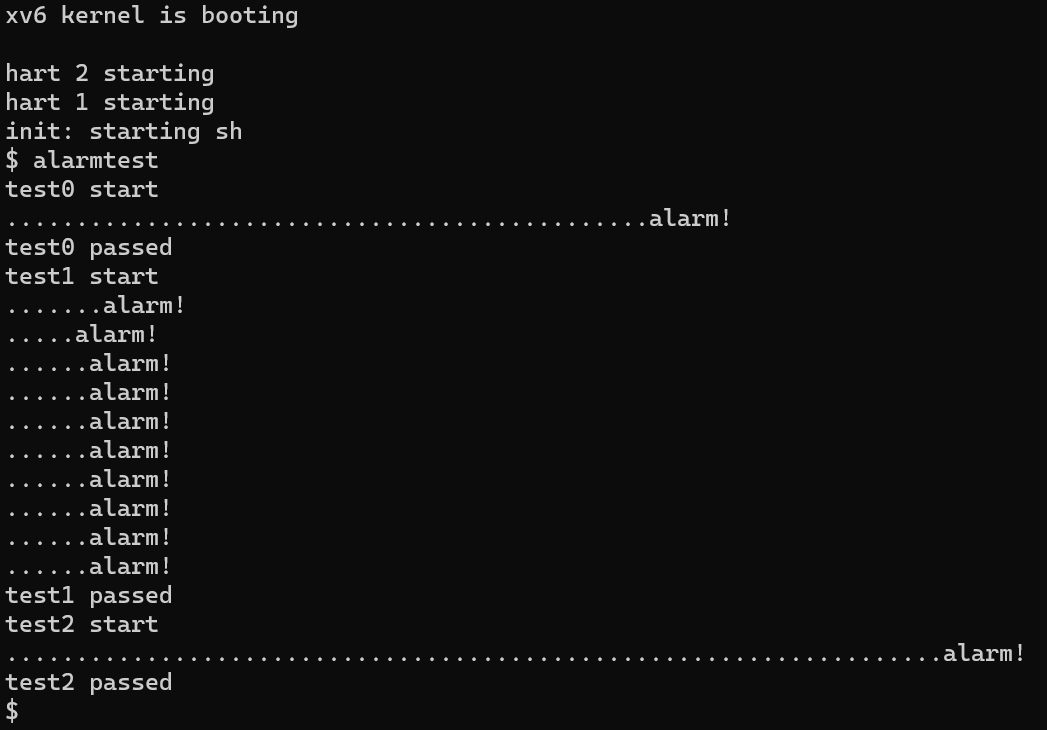 xv6 kernel is booting

hart 2 starting
hart 1 starting
init: starting sh
$ alarmtest
test0 start
..............................................alarm!
test0 passed
test1 start
.......alarm!
.....alarm!
......alarm!
......alarm!
......alarm!
......alarm!
......alarm!
......alarm!
......alarm!
......alarm!
test1 passed
test2 start
...................................................................alarm!
test2 passed
$